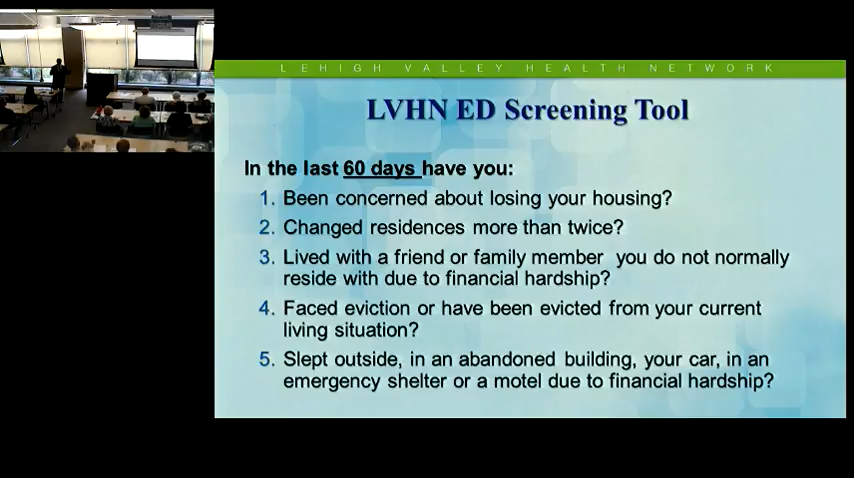 LEHIGH VALLEY HEALTH NETWORK
LVHN ED Screening Tool
In the last 60 days have you:
1. Been concerned about losing your housing?
2. Changed residences more than twice?
3. Lived with a friend or family member you do not normally
reside with due to financial hardship?
4. Faced eviction or have been evicted from your current
living situation?
5. Slept outside, in an abandoned building, your car, in an
emergency shelter or a motel due to financial hardship?